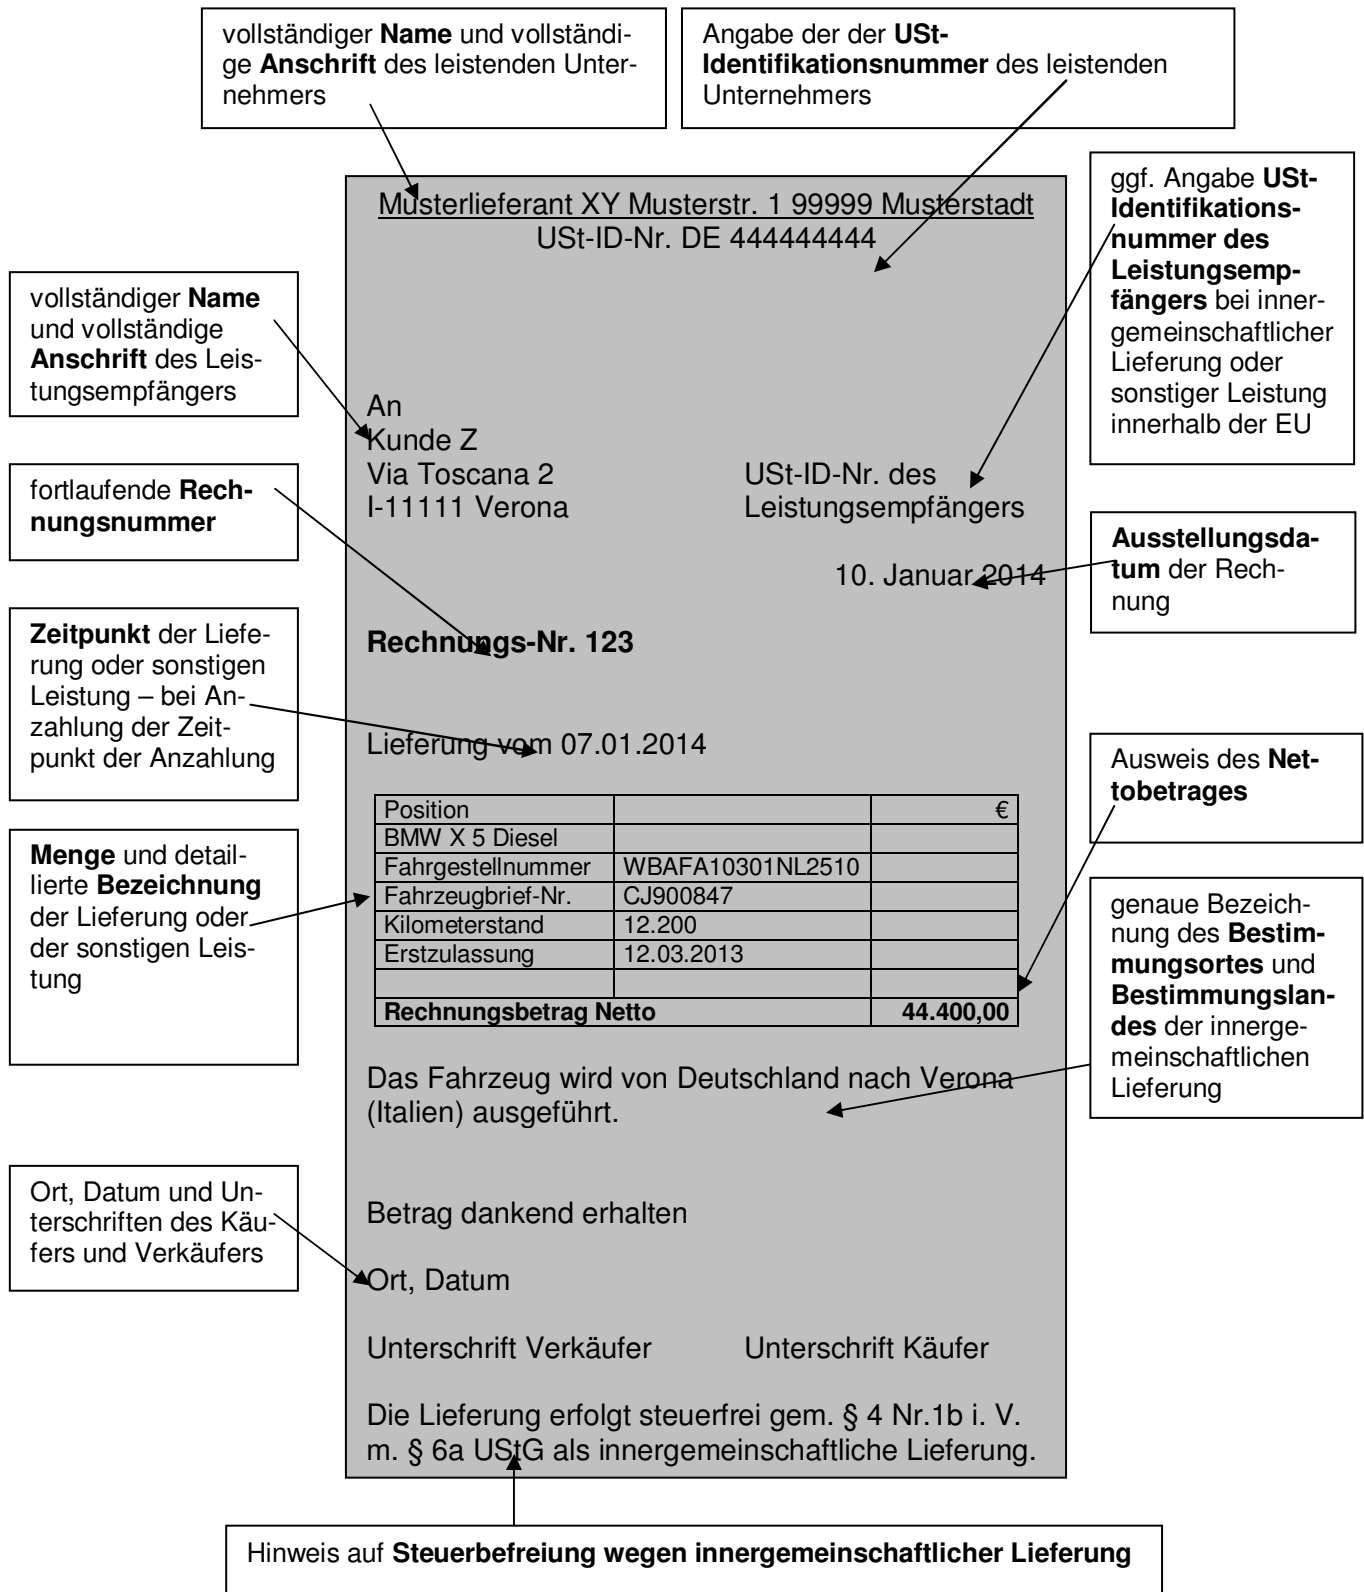 vollständiger Name und vollständi-
ge Anschrift des leistenden Unter-
nehmers
Angabe der der USt-
Identifikationsnummer des leistenden
Unternehmers
ggf. Angabe USt-
Identifikations-
nummer des
Leistungsemp-
fängers bei inner-
gemeinschaftlicher
Lieferung oder
sonstiger Leistung
innerhalb der EU
Musterlieferant XY Musterstr. 1 99999 Musterstadt
USt-ID-Nr. DE 444444444
vollständiger Name
und vollständige
Anschrift des Leis-
tungsempfängers
An
Kunde Z
Via Toscana 2
I-11111 Verona
USt-ID-Nr. des
Leistungsempfängers
fortlaufende Rech-
nungsnummer
Ausstellungsda-
tum der Rech-
nung
10. Januar 2014
Zeitpunkt der Liefe-
rung oder sonstigen
Leistung – bei An-
zahlung der Zeit-
punkt der Anzahlung
Rechnungs-Nr. 123
Lieferung vom 07.01.2014
Ausweis des Net-
tobetrages
Menge und detail-
lierte Bezeichnung
der Lieferung oder
der sonstigen Leis-
tung
Position €
BMW X 5 Diesel
Fahrgestellnummer WBAFA10301NL2510
Fahrzeugbrief-Nr. CJ900847
Kilometerstand 12.200
Erstzulassung 12.03.2013
Rechnungsbetrag Netto 44.400,00
genaue Bezeich-
nung des Bestim-
mungsortes und
Bestimmungslan-
des der innerge-
meinschaftlichen
Lieferung
Das Fahrzeug wird von Deutschland nach Verona
(Italien) ausgeführt.
Ort, Datum und Un-
terschriften des Käu-
fers und Verkäufers
Betrag dankend erhalten
Ort, Datum
Unterschrift Verkäufer Unterschrift Käufer
Die Lieferung erfolgt steuerfrei gem. § 4 Nr.1b i. V.
m. § 6a UStG als innergemeinschaftliche Lieferung.
Hinweis auf Steuerbefreiung wegen innergemeinschaftlicher Lieferung